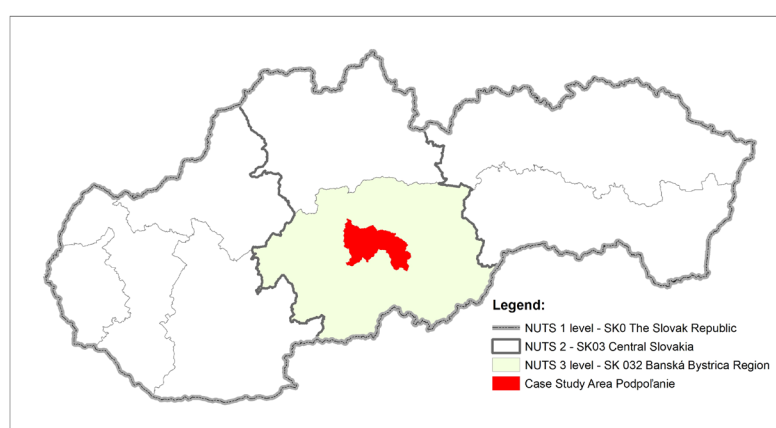 Legend:
NUTS 1 level - SK0 The Slovak Republic
NUTS 2 - SK03 Central Slovakia
NUTS 3 level - SK 032 Banská Bystrica Region
Case Study Area Podpoľanie